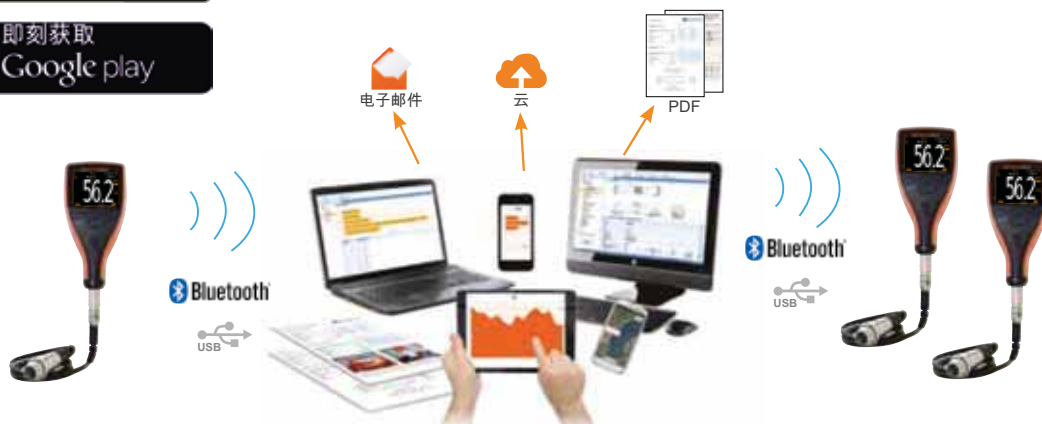 即刻获取
Google play
电子邮件
云
PDF
56.2
56.2
56.2
Bluetooth
USB
Bluetooth
USB